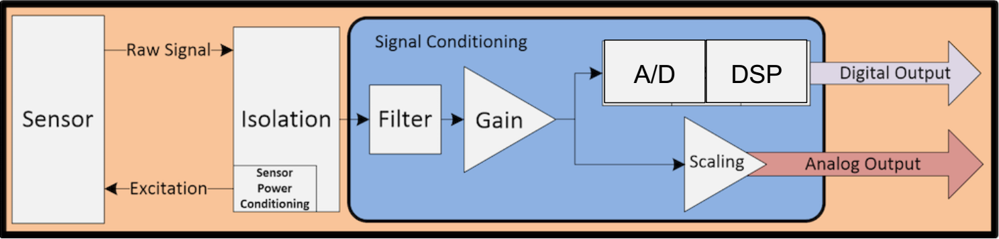 Sensor
Raw Signal
Excitation
Isolation
Sensor
Power
Conditioning
Signal Conditioning
Filter
Gain
A/D
DSP
Scaling
Digital Output
Analog Output